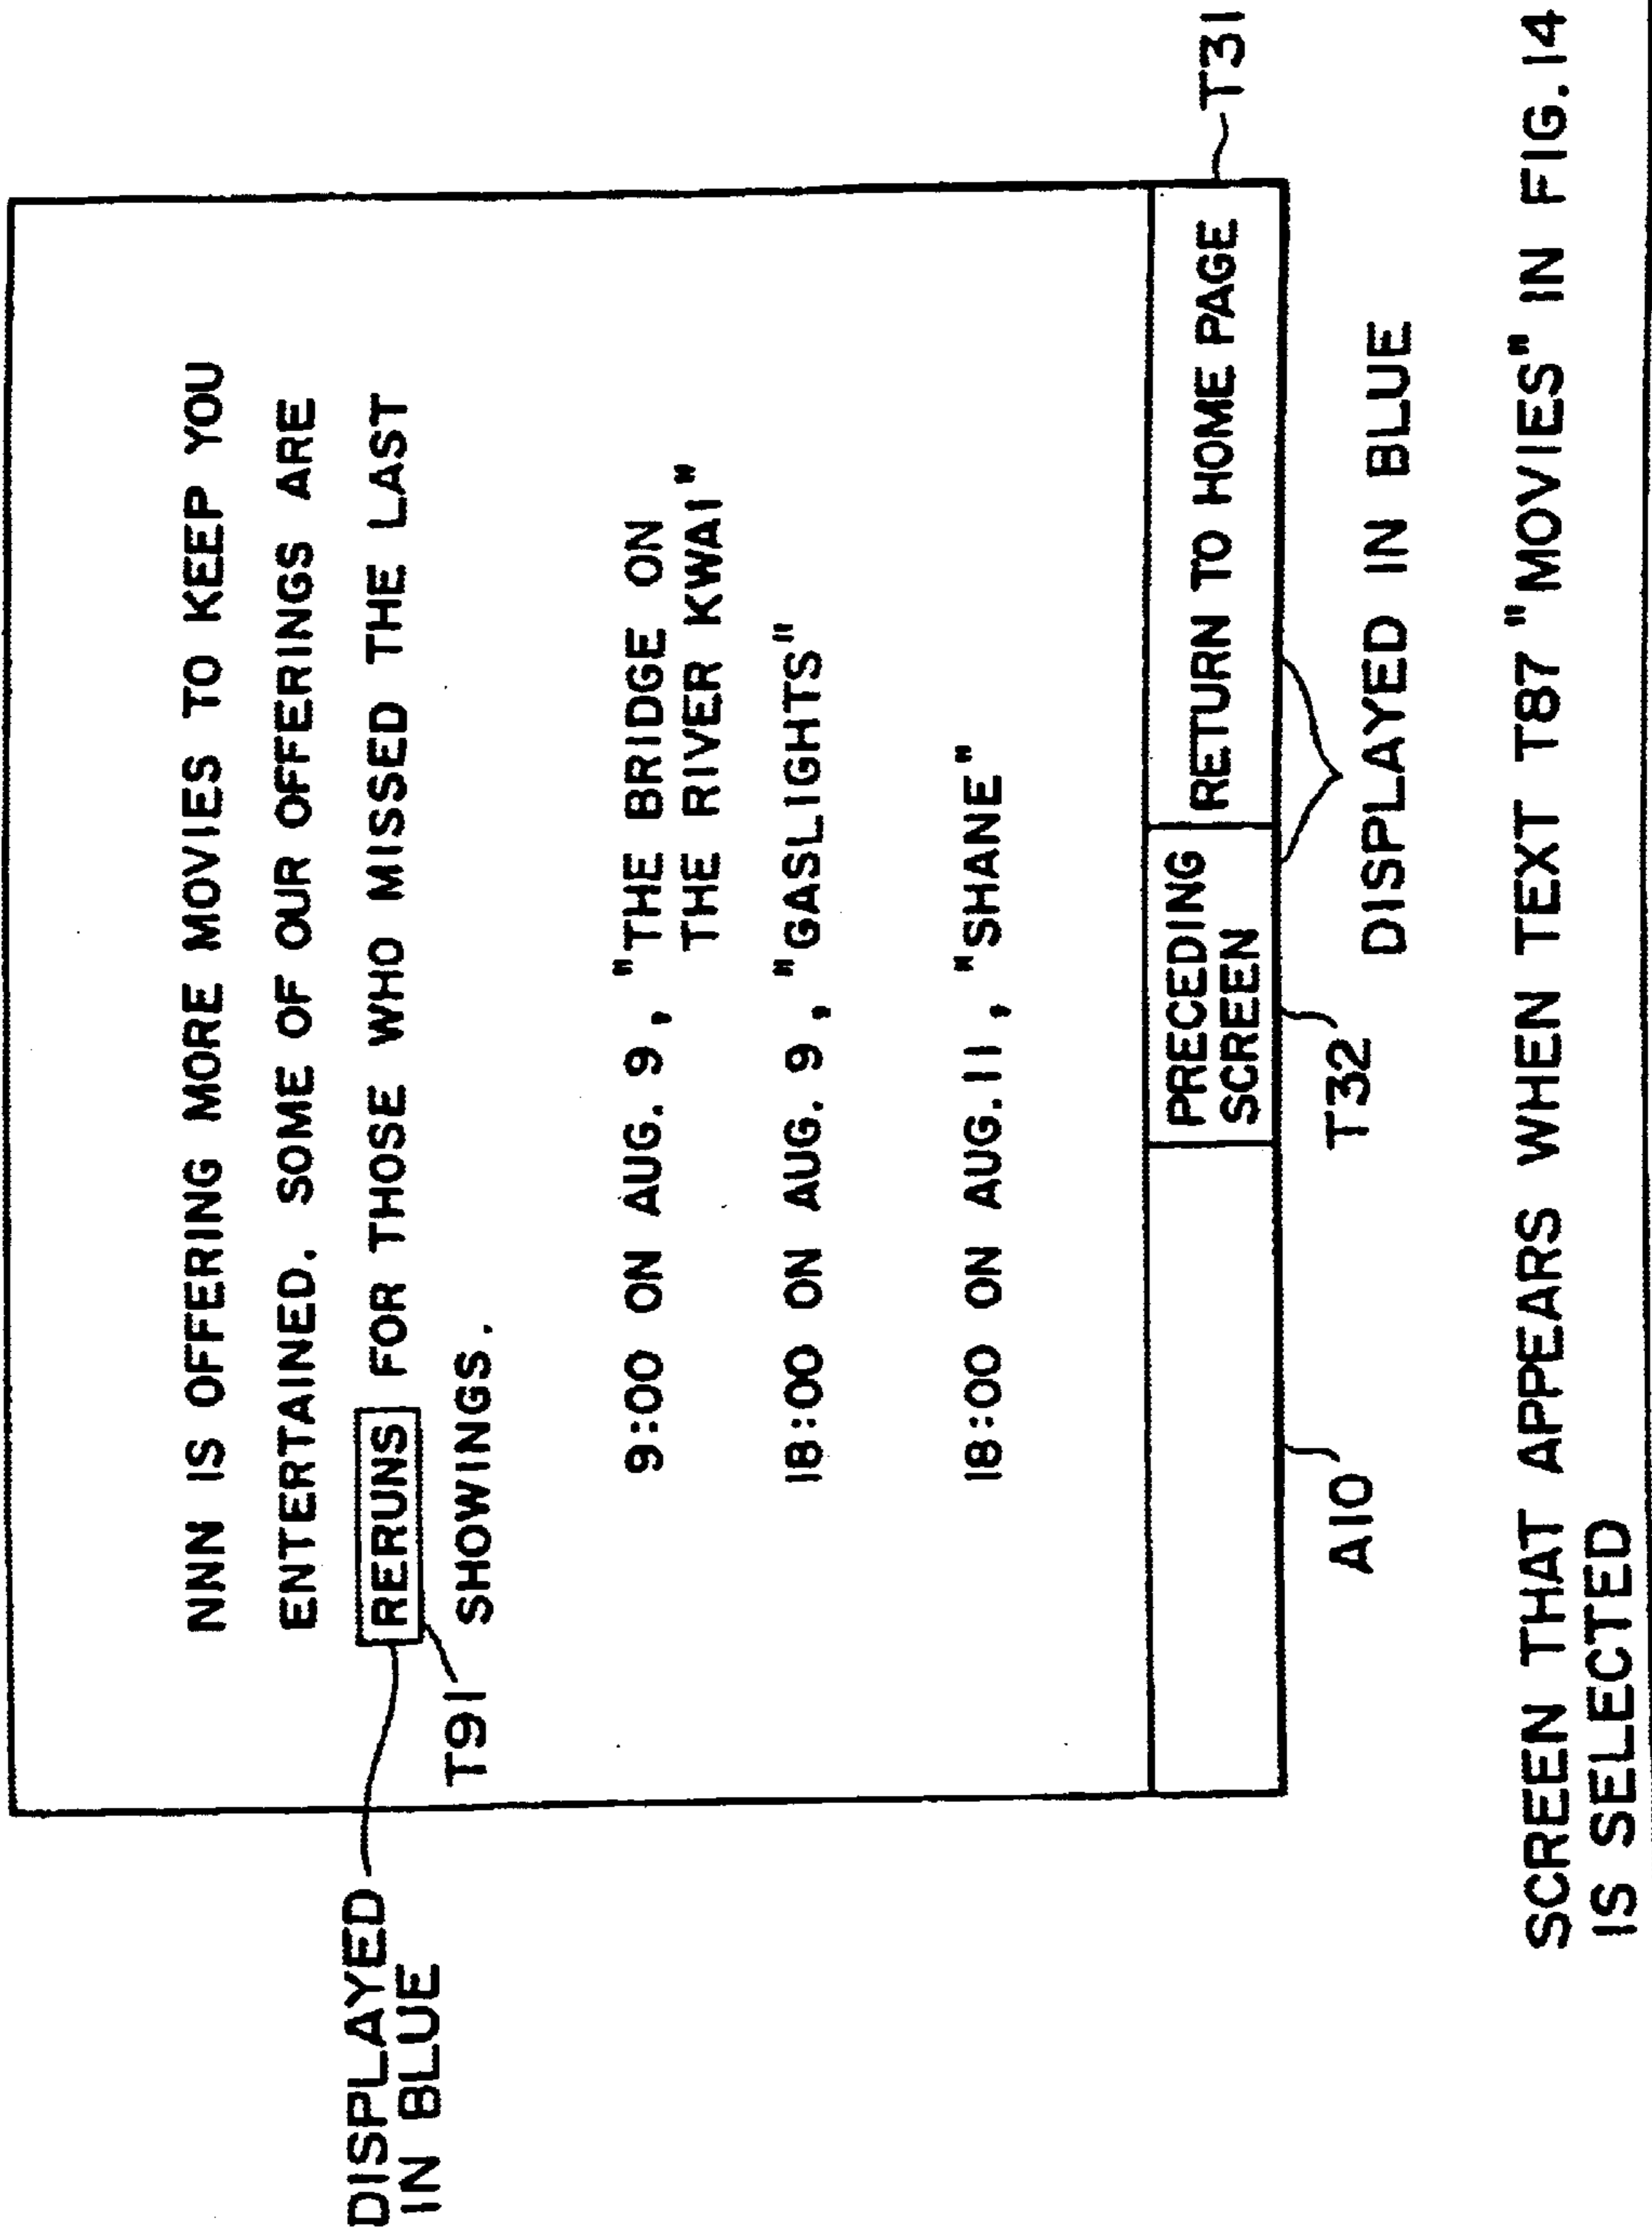 NNN IS OFFERING MORE MOVIES TO KEEP YOU
ENTERTAINED. SOME OF OUR OFFERINGS ARE
RERUNS FOR THOSE WHO MISSED THE LAST
SHOWINGS.
DISPLAYED
IN BLUE
T91
9:00 ON AUG. 9, "THE BRIDGE ON
THE RIVER KWAI"
18:00 ON AUG. 9, "GASLIGHTS"
18:00 ON AUG. 11, "SHANE"
PRECEDING
SCREEN
RETURN TO HOME PAGE
T31
A10
T32
DISPLAYED IN BLUE
SCREEN THAT APPEARS WHEN TEXT T87 "MOVIES" IN FIG.14
IS SELECTED